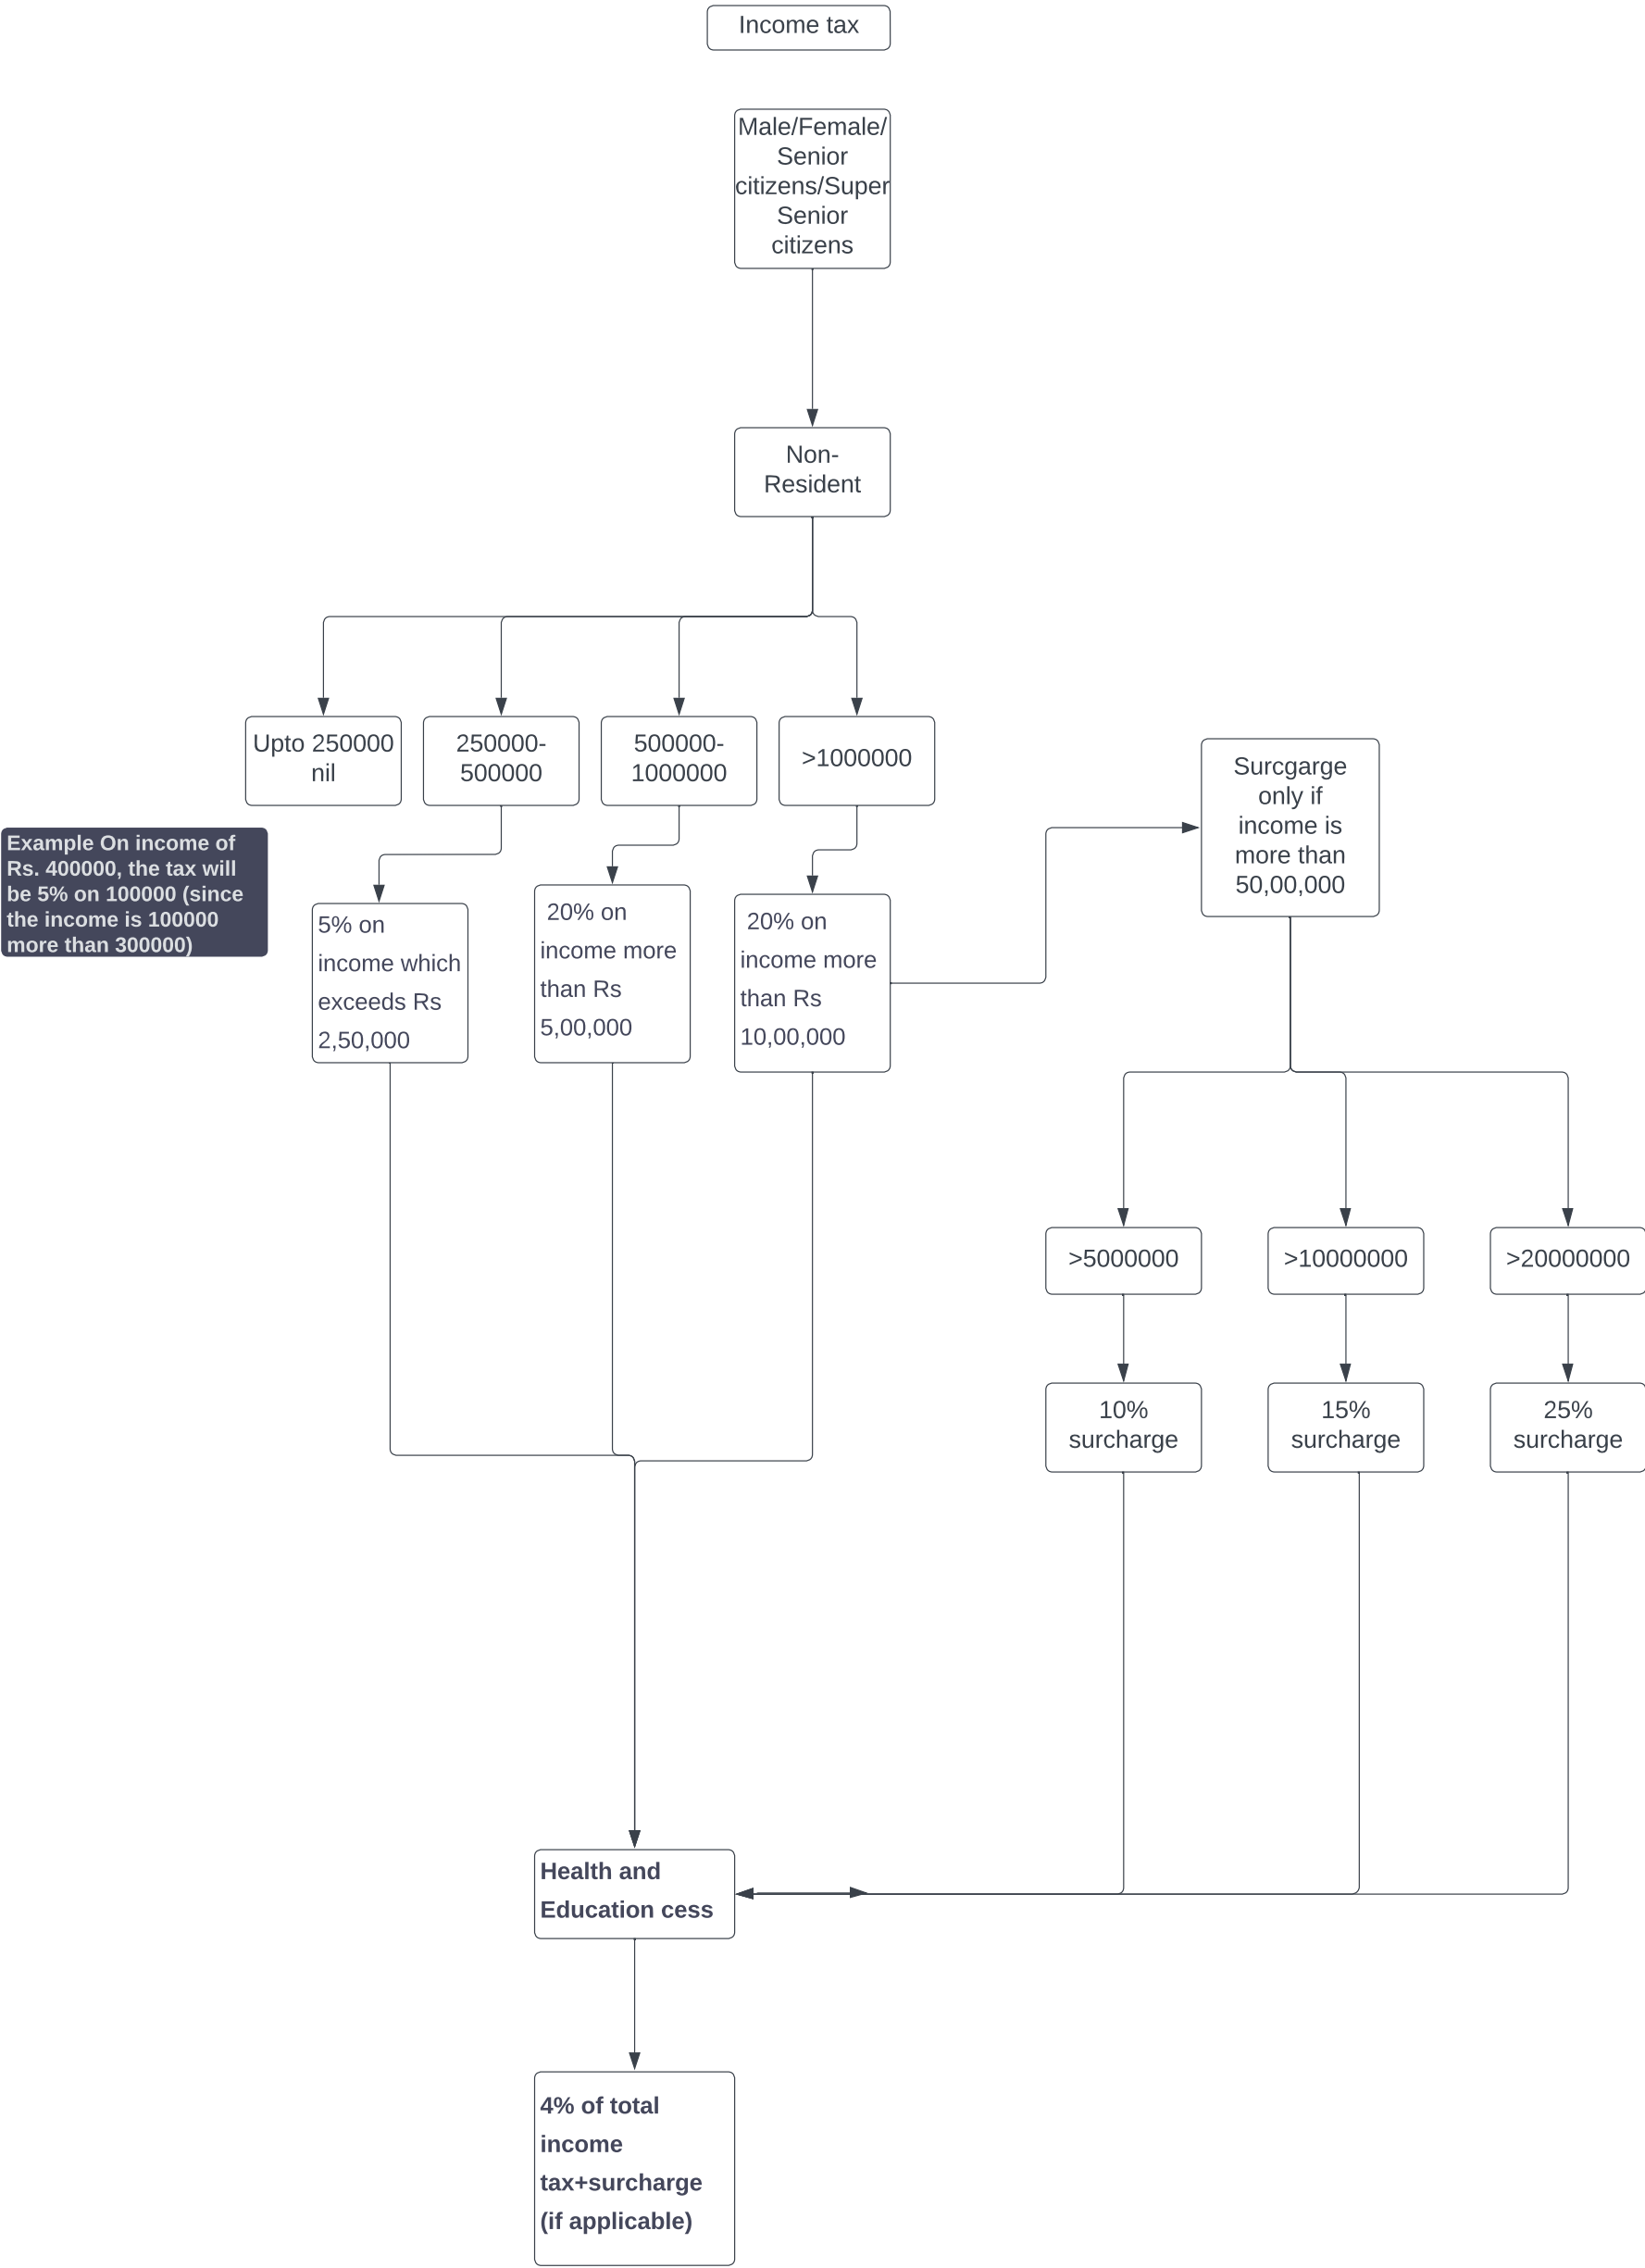 Income tax
Male/Female/
Senior
citizens/Super
Senior
citizens
Non-
Resident
Upto 250000
nil
250000-
500000
500000-
1000000
>1000000
Surcgarge
only if
income is
more than
50,00,000
Example On income of
Rs. 400000, the tax will
be 5% on 100000 (since
the income is 100000
more than 300000)
5% on
income which
exceeds Rs
2,50,000
20% on
income more
than Rs
5,00,000
20% on
income more
than Rs
10,00,000
>5000000
>10000000
>20000000
10%
surcharge
15%
surcharge
25%
surcharge
Health and
Education cess
4% of total
income
tax+surcharge
(if applicable)